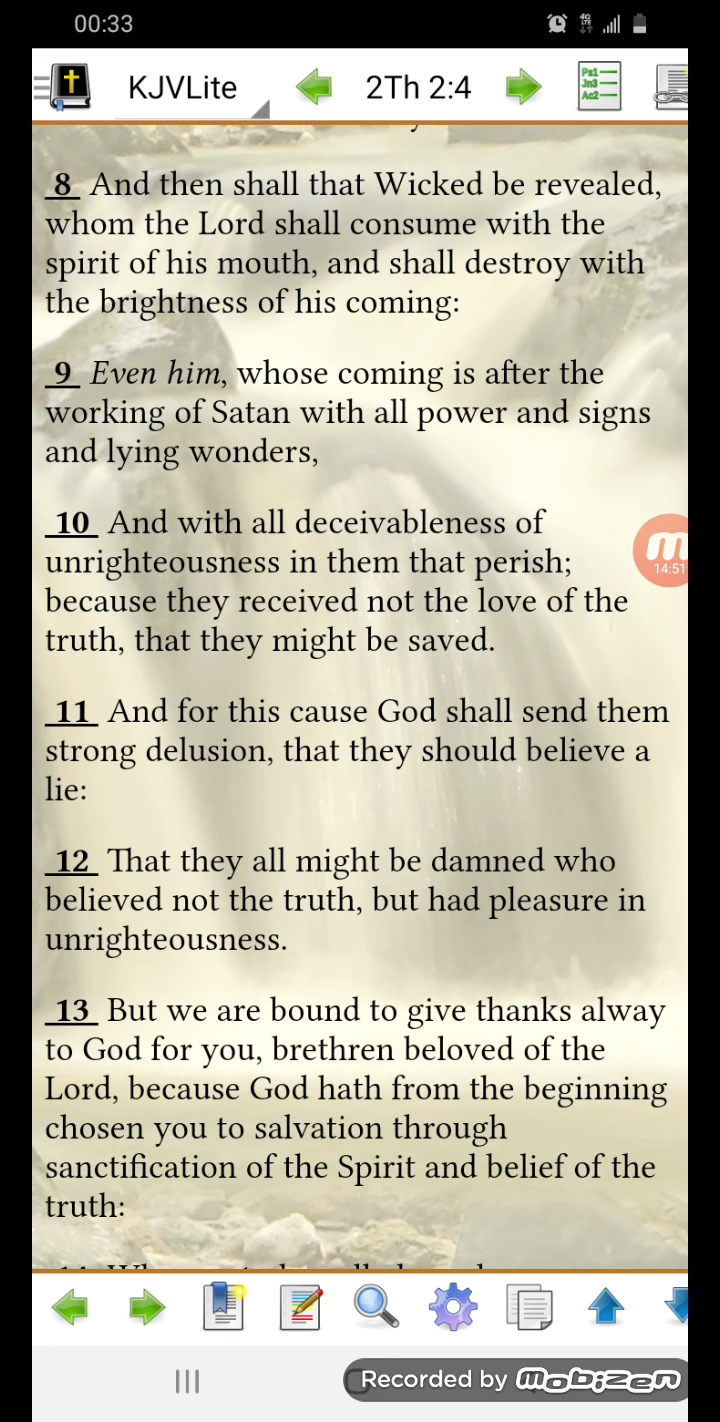 00:33
4G
LTE
KJVLite
2Th 2:4
Ps1
Jn3
Ac2
8 And then shall that Wicked be revealed,
whom the Lord shall consume with the
spirit of his mouth, and shall destroy with
the brightness of his coming:
9 Even him, whose coming is after the
working of Satan with all power and signs
and lying wonders,
10 And with all deceivableness of
unrighteousness in them that perish;
because they received not the love of the
truth, that they might be saved.
m
14:51
11 And for this cause God shall send them
strong delusion, that they should believe a
lie:
12 That they all might be damned who
believed not the truth, but had pleasure in
unrighteousness.
13 But we are bound to give thanks alway
to God for you, brethren beloved of the
Lord, because God hath from the beginning
chosen you to salvation through
sanctification of the Spirit and belief of the
truth:
Recorded by mobizen